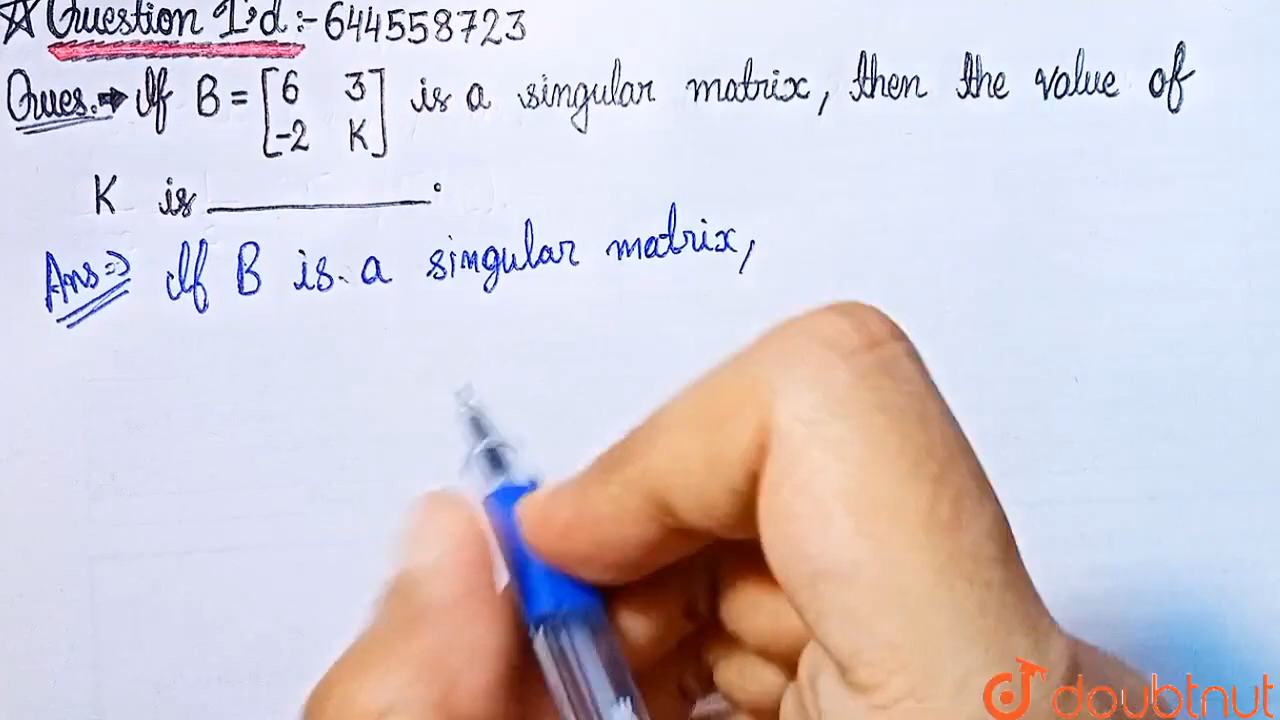 ☆ Question I'd :- 644558723
Ques. → If B = [6 3] is a singular matrix, then the value of
[-2 K]
K is ________.
Ans ⇒ If B is a singular matrix,
doubtnut